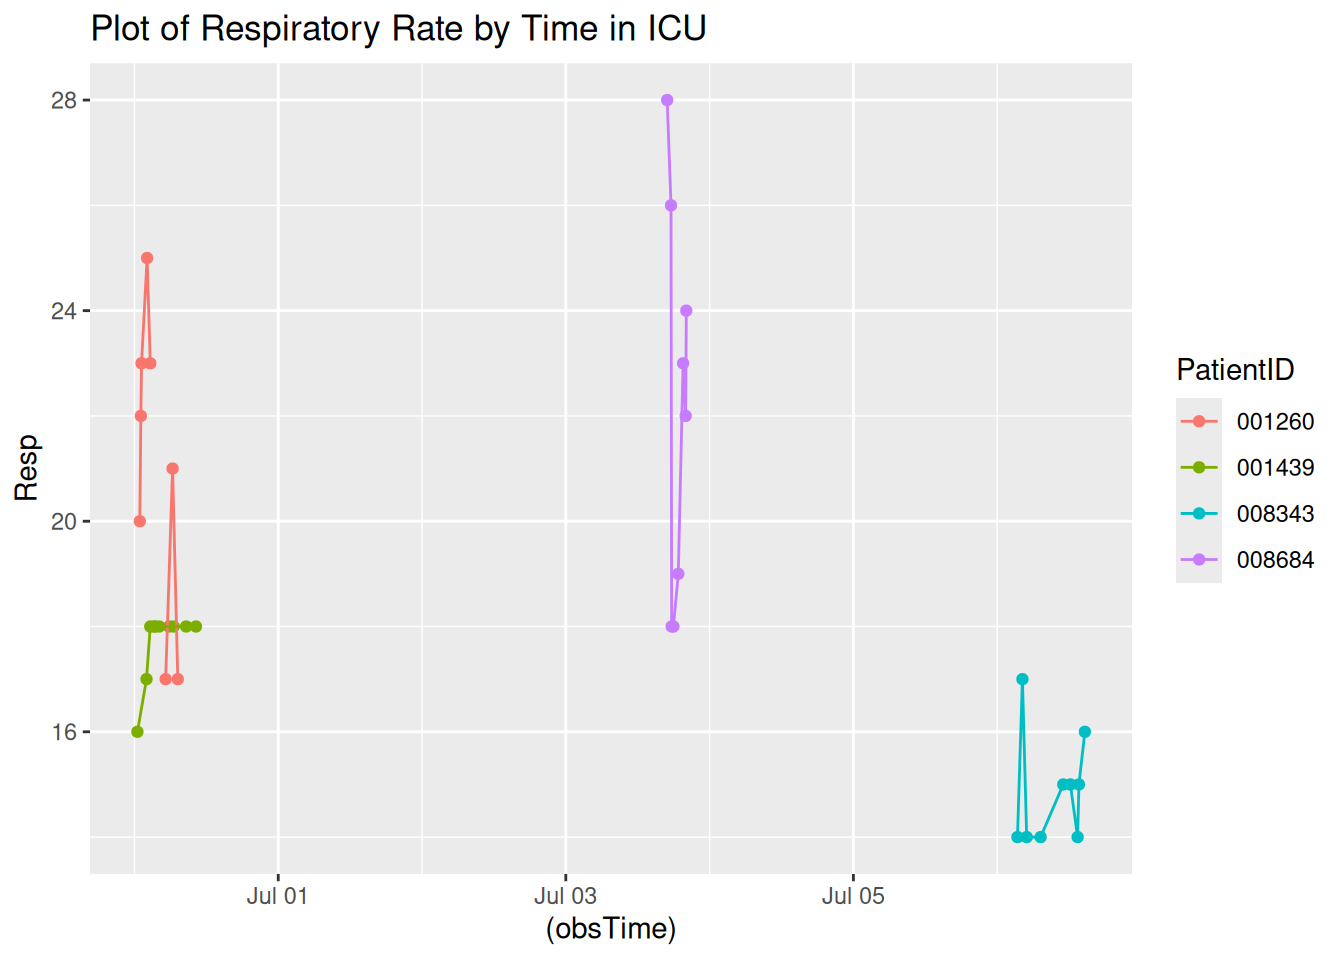 Plot of Respiratory Rate by Time in ICU
28
24
20
16
Resp
Jul 01
Jul 03
Jul 05
(obsTime)
PatientID
001260
001439
008343
008684